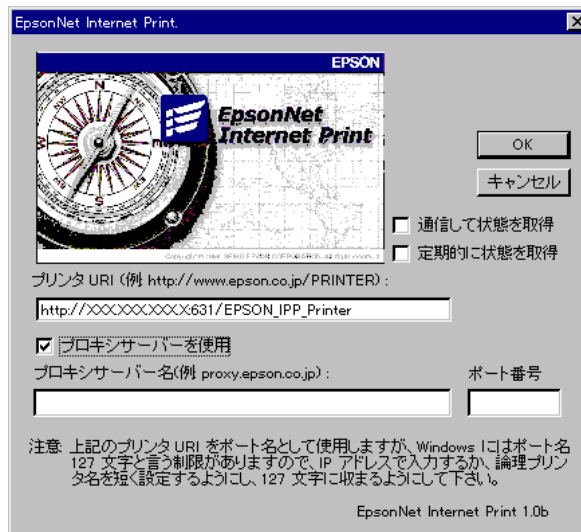 EpsonNet Internet Print.
EPSON
EpsonNet
Internet Print
OK
キャンセル
通信して状態を取得
定期的に状態を取得
プリンタ URI (例 http://www.epson.co.jp/PRINTER) :
http://XXXXXXXXXX:631/EPSON_IPP_Printer
プロキシサーバーを使用
プロキシサーバー名(例 proxy.epson.co.jp) :
ポート番号
注意: 上記のプリンタ URI をポート名として使用しますが、Windows にはポート名
127 文字と言う制限がありますので、IP アドレスで入力するか、論理プリン
タ名を短く設定するようにし、127 文字に収まるようにして下さい。
EpsonNet Internet Print 1.0b